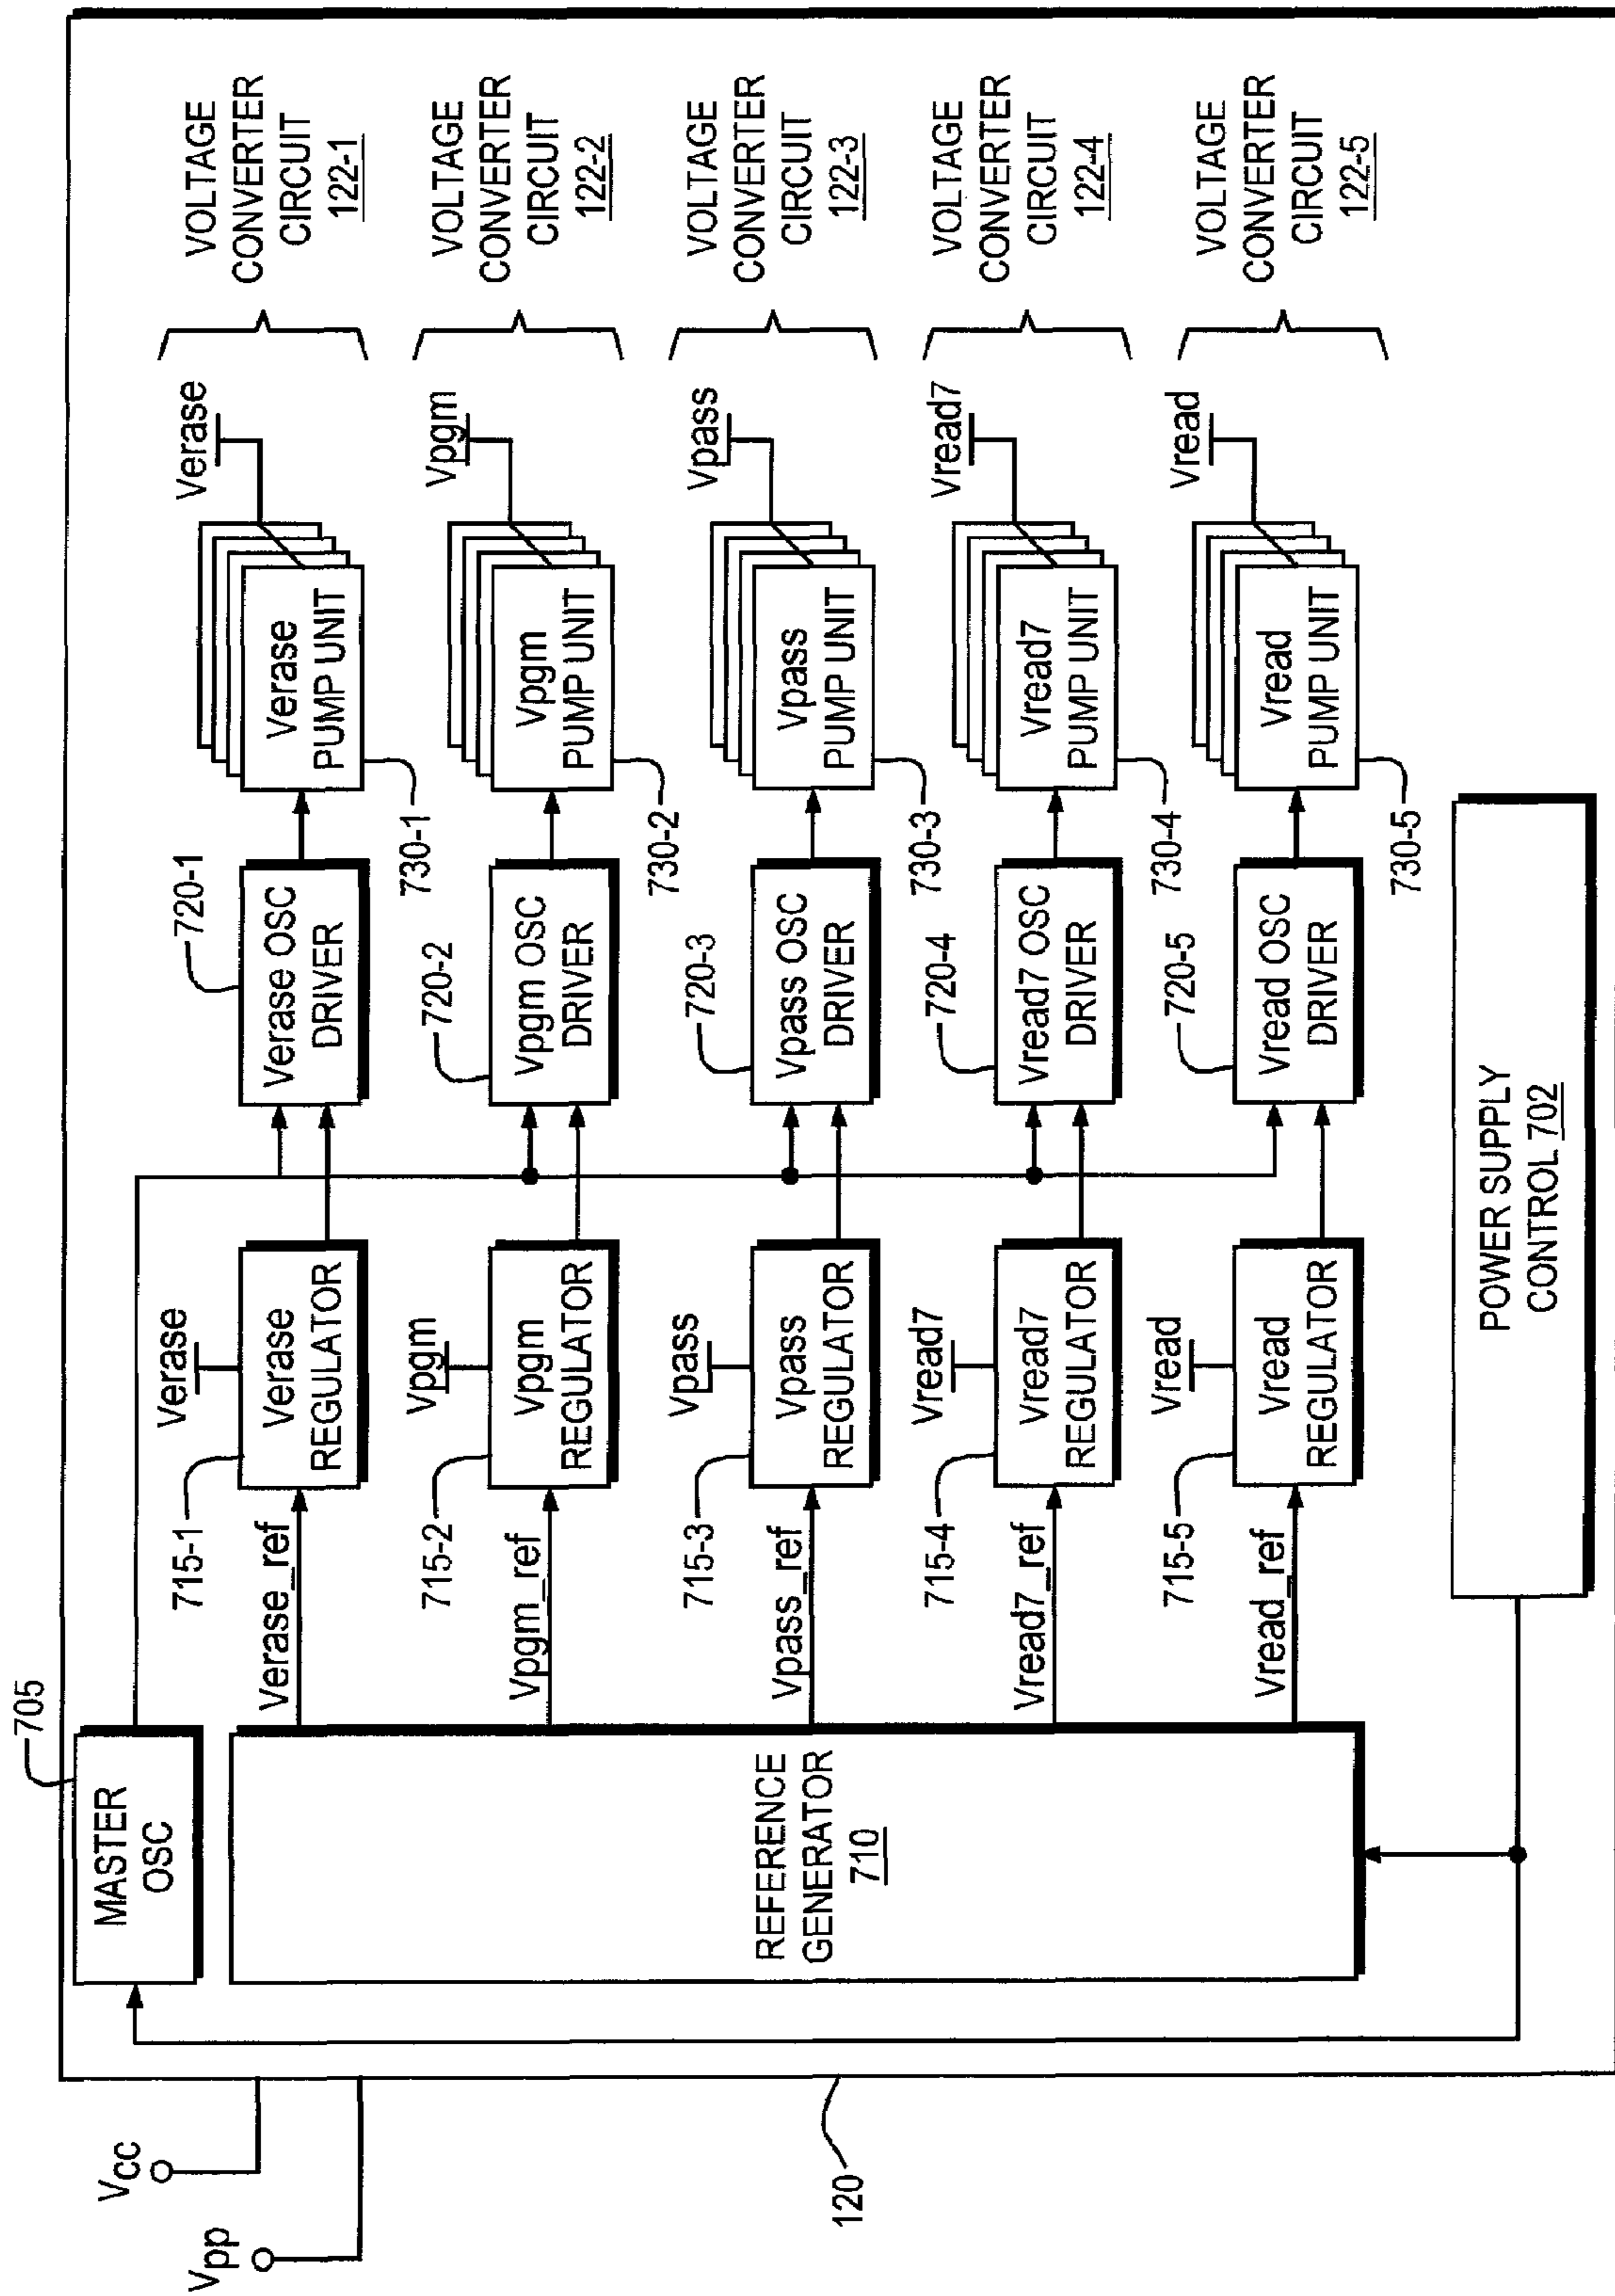 Vpp
Vcc
120
MASTER
OSC
705
REFERENCE
GENERATOR
710
POWER SUPPLY
CONTROL 702
Verase_ref
715-1
Verase
Verase
REGULATOR
720-1
Verase OSC
DRIVER
730-1
Verase
PUMP UNIT
Verase
VOLTAGE
CONVERTER
CIRCUIT
122-1
Vpgm_ref
715-2
Vpgm
Vpgm
REGULATOR
720-2
Vpgm OSC
DRIVER
730-2
Vpgm
PUMP UNIT
Vpgm
VOLTAGE
CONVERTER
CIRCUIT
122-2
Vpass_ref
715-3
Vpass
Vpass
REGULATOR
720-3
Vpass OSC
DRIVER
730-3
Vpass
PUMP UNIT
Vpass
VOLTAGE
CONVERTER
CIRCUIT
122-3
Vread7_ref
715-4
Vread7
Vread7
REGULATOR
720-4
Vread7 OSC
DRIVER
730-4
Vread7
PUMP UNIT
Vread7
VOLTAGE
CONVERTER
CIRCUIT
122-4
Vread_ref
715-5
Vread
Vread
REGULATOR
720-5
Vread OSC
DRIVER
730-5
Vread
PUMP UNIT
Vread
VOLTAGE
CONVERTER
CIRCUIT
122-5